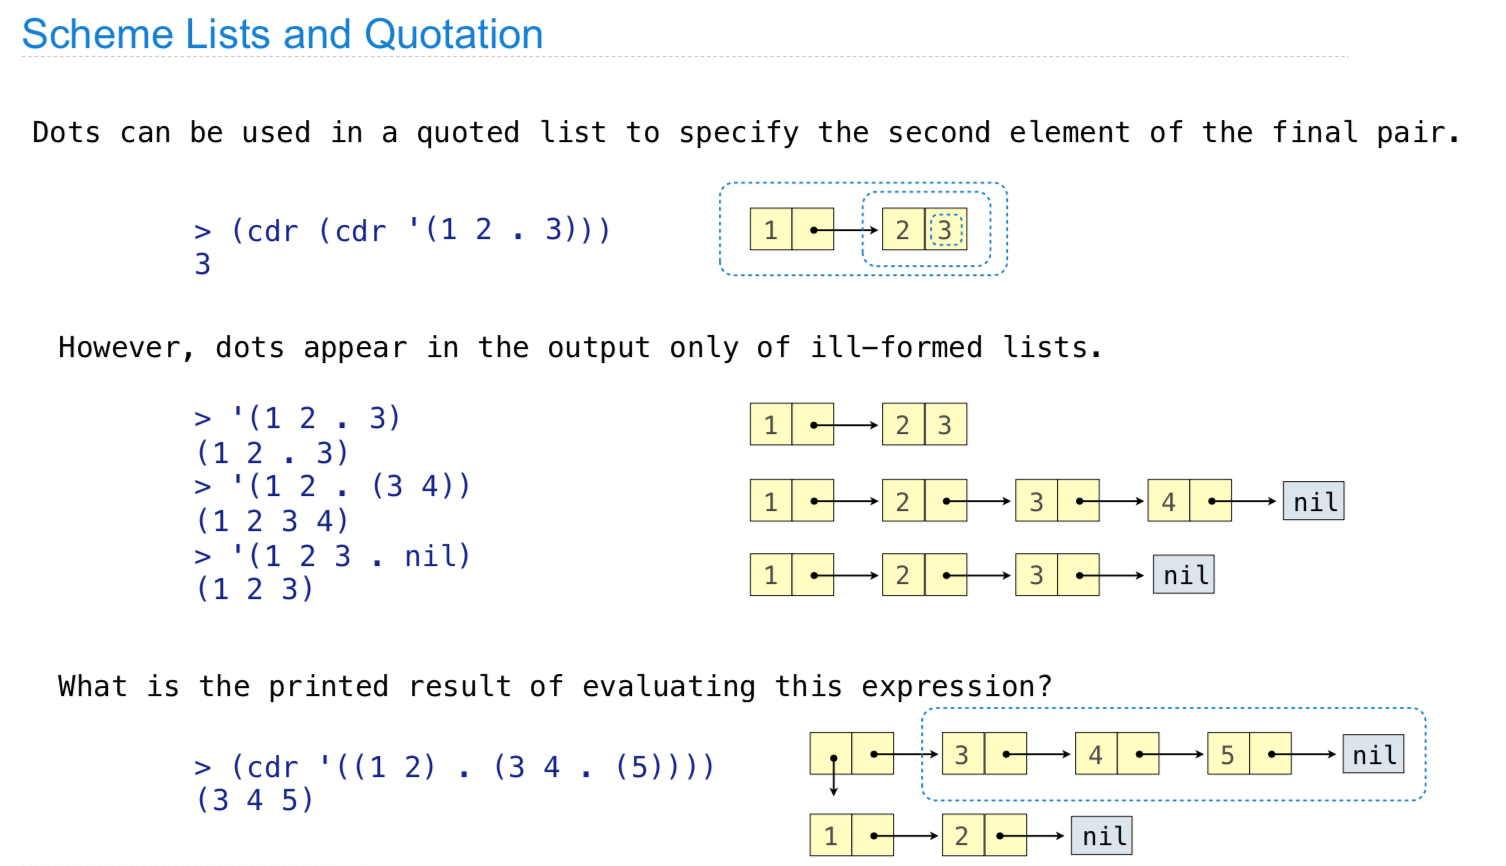 Scheme Lists and Quotation
Dots can be used in a quoted list to specify the second element of the final pair.
> (cdr (cdr '(1 2 . 3)))
3
1 2 3
However, dots appear in the output only of ill-formed lists.
> '(1 2 . 3)
(1 2 . 3)
> '(1 2 . (3 4))
(1 2 3 4)
> '(1 2 3 . nil)
(1 2 3)
1 2 3
1 2 3 4 nil
1 2 3 nil
What is the printed result of evaluating this expression?
> (cdr '((1 2) . (3 4 . (5))))
(3 4 5)
3 4 5 nil
1 2 nil